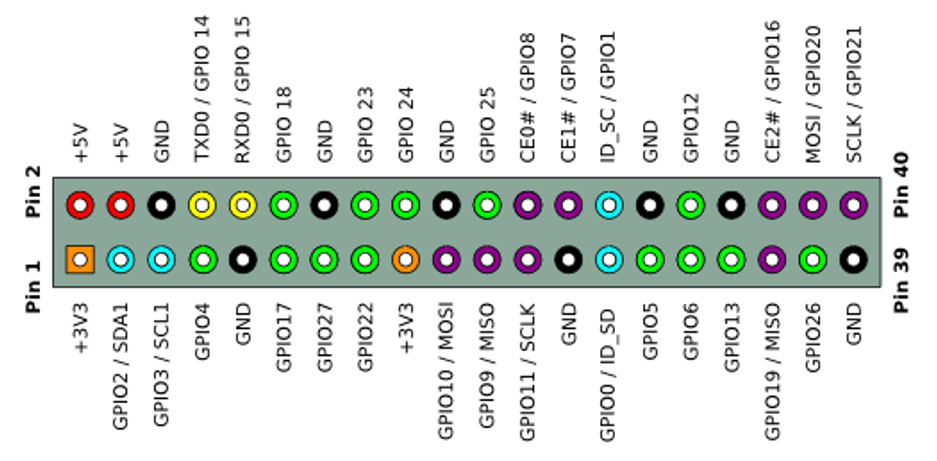 +5V
+5V
GND
TXD0 / GPIO 14
RXD0 / GPIO 15
GPIO 18
GND
GPIO 23
GPIO 24
GND
GPIO 25
CE0# / GPIO8
CE1# / GPIO7
ID_SC / GPIO1
GND
GPIO12
GND
CE2# / GPIO16
MOSI / GPIO20
SCLK / GPIO21
Pin 2
Pin 40
Pin 1
Pin 39
+3V3
GPIO2 / SDA1
GPIO3 / SCL1
GPIO4
GND
GPIO17
GPIO27
GPIO22
+3V3
GPIO10 / MOSI
GPIO9 / MISO
GPIO11 / SCLK
GND
GPIO0 / ID_SD
GPIO5
GPIO6
GPIO13
GPIO19 / MISO
GPIO26
GND